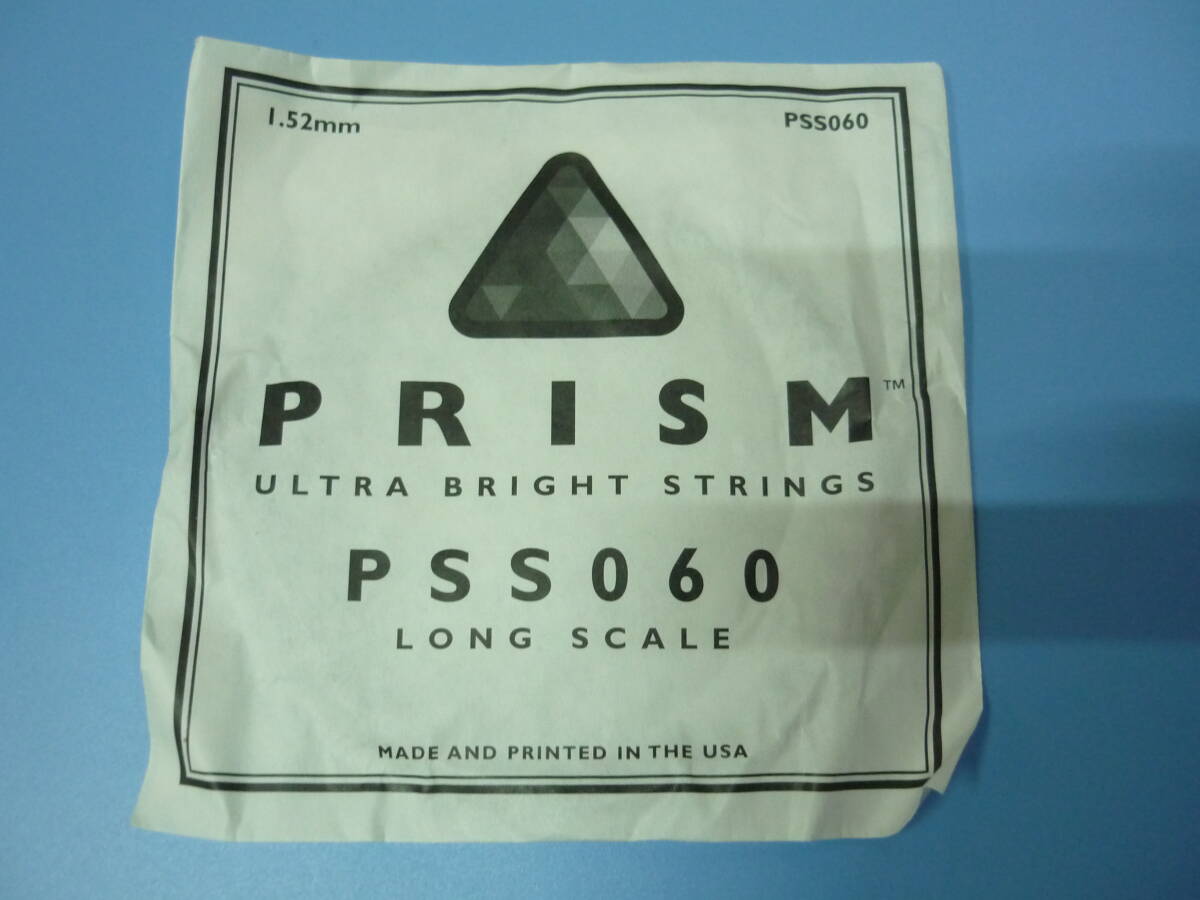 1.52mm
PSS060
PRISM™
ULTRA BRIGHT STRINGS
PSS060
LONG SCALE
MADE AND PRINTED IN THE USA